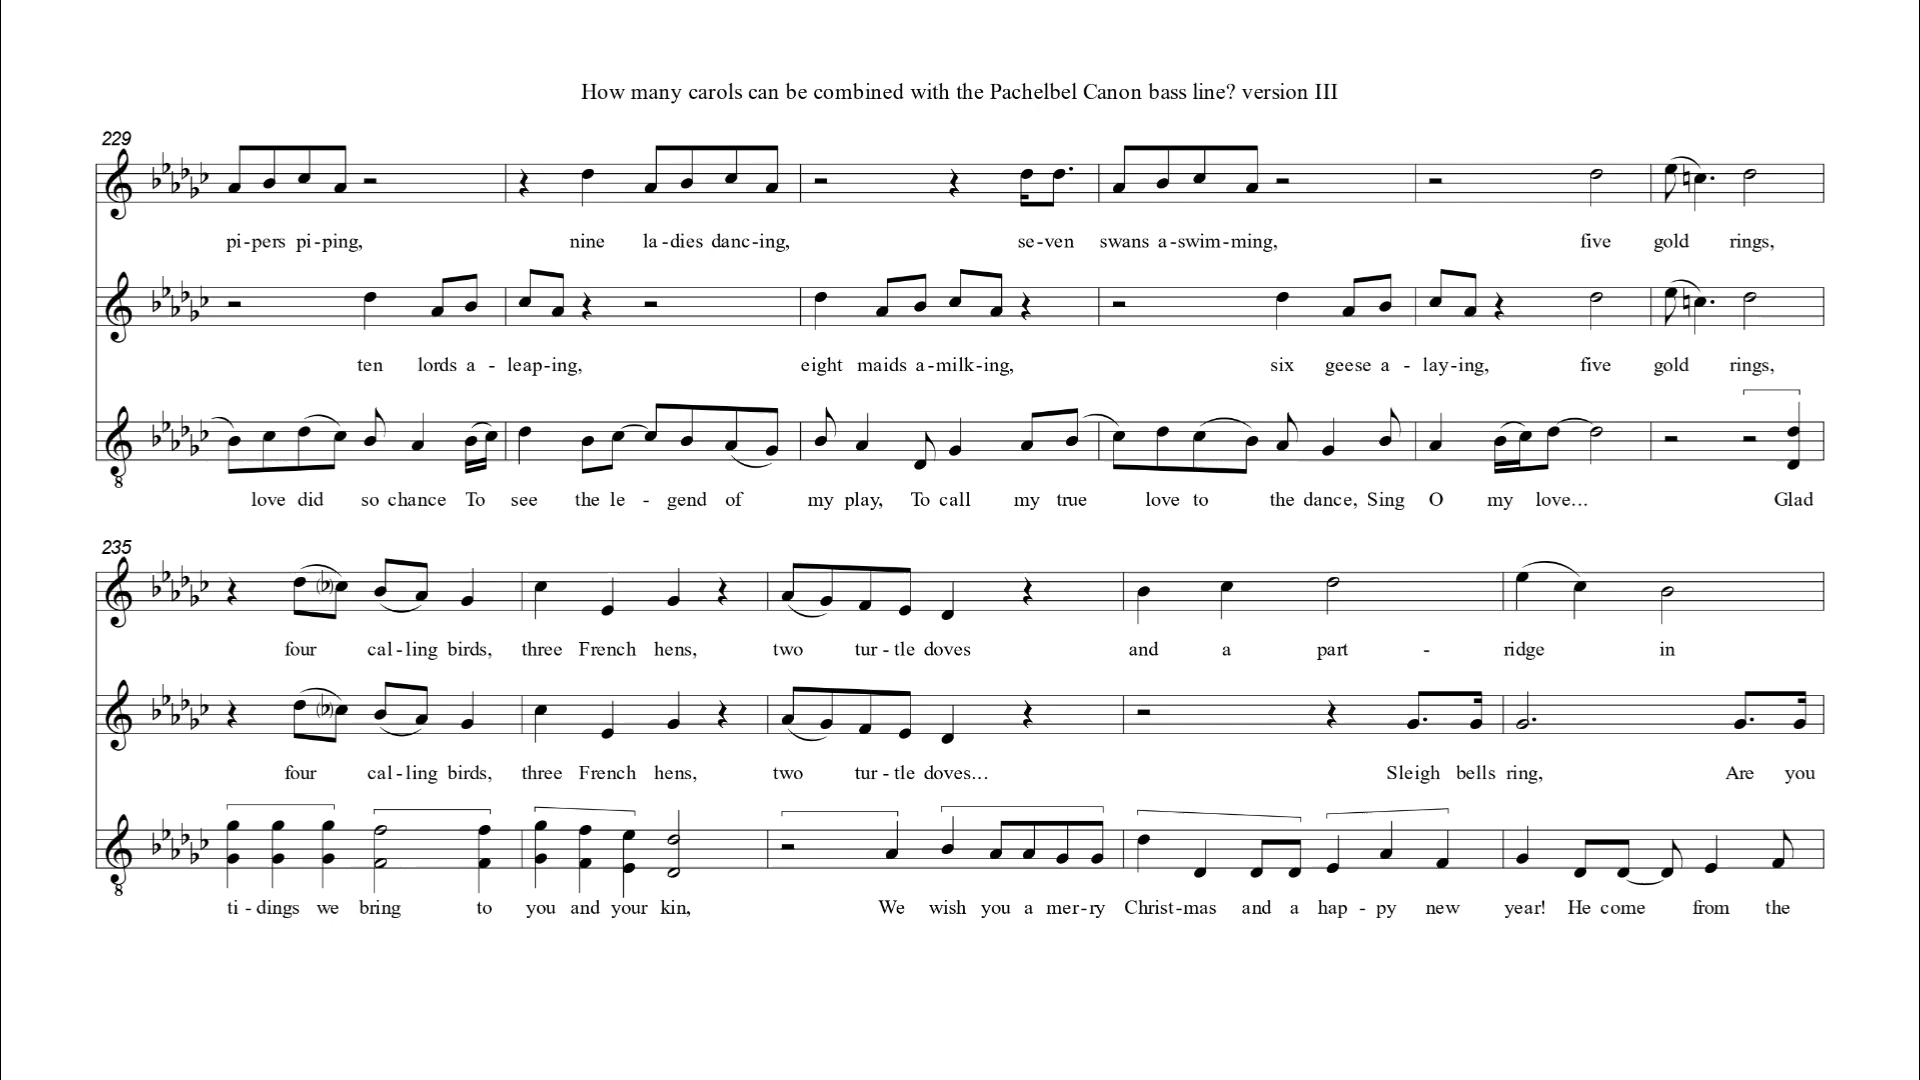 How many carols can be combined with the Pachelbel Canon bass line? version III
229
pi-pers pi-ping, nine la-dies danc-ing, se-ven swans a-swim-ming, five gold rings,
ten lords a - leap-ing, eight maids a-milk-ing, six geese a - lay-ing, five gold rings,
8
love did so chance To see the le - gend of my play, To call my true love to the dance, Sing O my love... Glad
235
four cal-ling birds, three French hens, two tur-tle doves and a part - ridge in
four cal-ling birds, three French hens, two tur-tle doves... Sleigh bells ring, Are you
8
ti-dings we bring to you and your kin, We wish you a mer-ry Christ-mas and a hap-py new year! He come from the